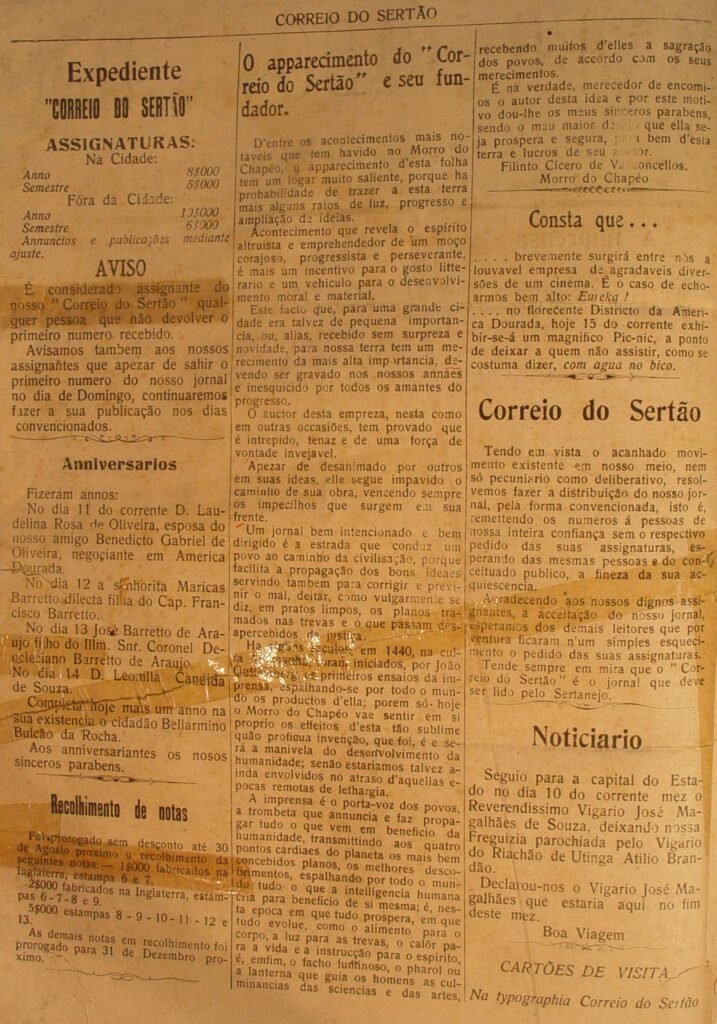 CORREIO DO SERTÃO
Expediente
"CORREIO DO SERTÃO"
ASSIGNATURAS:
Na Cidade:
Anno 8$000
Semestre 5$000
Fóra da Cidade:
Anno 10$000
Semestre 6$000
Annuncios e publicações mediante
ajuste.
AVISO
É considerado assignante do
nosso "Correio do Sertão" qual-
quer pessoa que não devolver o
primeiro numero recebido.
Avisamos tambem aos nossos
assignantes que apezar de sahir o
primeiro numero do nosso jornal
no dia de Domingo, continuaremos
fazer a sua publicação nos dias
convencionados.
Anniversarios
Fizeram annos:
No dia 11 do corrente D. Lau-
delina Rosa de Oliveira, esposa do
nosso amigo Benedicto Gabriel de
Oliveira, negociante em America
Dourada.
No dia 12 a senhorita Maricas
Barretto dilecta filha do Cap. Fran-
cisco Barretto.
No dia 13 José Barretto de Arau-
jo filho do Illm. Snr. Coronel De-
ocleciano Barretto de Araujo.
No dia 14 D. Leonilla Candida
de Souza.
Completa hoje mais um anno na
sua existencia o cidadão Bellarmino
Bulcão da Rocha.
Aos anniversariantes os nosos
sinceros parabens.
Recolhimento de notas
Foi prorogado sem desconto até 30
de Agosto proximo o recolhimento da
seguintes notas: — 1$000 fabricados na
Inglaterra, estampa 6 e 7.
2$000 fabricados na Inglaterra, estam-
pas 6-7-8 e 9.
5$000 estampas 8-9-10-11-12 e
13.
As demais notas em recolhimento foi
prorogado para 31 de Dezembro pro-
ximo.
O apparecimento do "Cor-
reio do Sertão" e seu fun-
dador.
D'entre os acontecimentos mais no-
taveis que tem havido no Morro do
Chapéo, o apparecimento d'esta folha
tem um logar muito saliente, porque ha
probabilidade de trazer a esta terra
mais alguns raios de luz, progresso e
ampliação de ideias.
Acontecimento que revela o espirito
altruista e emprehendedor de um moço
corajoso, progressista e perseverante,
é mais um incentivo para o gosto litte-
rario e um vehiculo para o desenvolvi-
mento moral e material.
Este facto que, para uma grande ci-
dade era talvez de pequena importan-
cia, ou, alias, recebido sem surpreza e
novidade, para nossa terra tem um me-
recimento da mais alta importancia, de-
vendo ser gravado nos nossos annaes
e inesquicido por todos os amantes do
progresso.
O auctor desta empreza, nesta como
em outras occasiões, tem provado que
é intrepido, tenaz e de uma força de
vontade invejavel.
Apezar de desanimado por outros
em suas ideas, elle segue impavido o
caminho de sua obra, vencendo sempre
os impecilhos que surgem em sua
frente.
Um jornal bem intencionado e bem
dirigido é a estrada que conduz um
povo ao caminho da civilisação, porque
facilita a propagação dos bons ideaes
servindo tambem para corrigir e previ-
nir o mal, deitar, como vulgarmente se
diz, em pratos limpos, os planos tra-
mados nas trevas e o que passam des-
apercebidos a justiça.
Ha seculos, em 1440, na cul-
foram iniciados, por João
primeiros ensaios da im-
prensa, espalhando-se por todo o mun-
do os productos d'ella; porem só hoje
o Morro do Chapéo vae sentir em si
proprio os effeitos d'esta tão sublime
quão proficua invenção, que foi, é e se-
rá a manivela do desenvolvimento da
humanidade; senão estariamos talvez a-
inda envolvidos no atraso d'aquellas e-
pocas remotas de lethargia.
A imprensa é o porta-voz dos povos,
a trombeta que annuncia e faz propa-
gar tudo o que vem em beneficio da
humanidade, transmittindo aos quatro
pontos cardiaes do planeta os mais bem
concebidos planos, os melhores desco-
brimentos, espalhando por todo o mun-
do tudo o que a intelligencia humana
cria para beneficio de si mesma; é, nes-
ta epoca em que tudo prospera, em que
tudo evolue, como o alimento para o
corpo, a luz para as trevas, o calôr pa-
ra a vida e a instrucção para o espirito,
é, emfim, o facho luminoso, o pharol ou
a lanterna que guia os homens as cul-
minancias das sciencias e das artes,
recebendo muitos d'elles a sagração
dos povos, de accordo com os seus
merecimentos.
É na verdade, merecedor de encomi-
os o autor desta idea e por este moti-
vo dou-lhe os meus sinceros parabens,
sendo o meu maior que ella se-
ja prospera e segura, para bem d'esta
terra e lucros de seu autor.
Filinto Cicero de Vasconcellos.
Morro do Chapéo
Consta que...
.... brevemente surgirá entre nós a
louvavel empresa de agradaveis diver-
sões de um cinema. É o caso de echo-
armos bem alto: Eureka !
.... no florecente Districto da Ameri-
ca Dourada, hoje 15 do corrente exhi-
bir-se-á um magnifico Pic-nic, a ponto
de deixar a quem não assistir, como se
costuma dizer, com agua no bico.
Correio do Sertão
Tendo em vista o acanhado movi-
mento existente em nosso meio, nem
só pecuniario como deliberativo, resol-
vemos fazer a distribuição do nosso jor-
nal, pela forma convencionada, isto é,
remettendo os numeros á pessoas de
nossa inteira confiança sem o respectivo
pedido das suas assignaturas, es-
perando das mesmas pessoas e do con-
ceituado publico, a fineza da sua ac-
quiescencia.
Agradecendo aos nossos dignos assi-
gnantes, a acceitação do nosso jornal,
esperamos dos demais leitores que por
ventura ficaram n'um simples esqueci-
mento o pedido das suas assignaturas.
Tende sempre em mira que o "Cor-
reio do Sertão" é o jornal que deve
ser lido pelo Sertanejo.
Noticiario
Seguio para a capital do Esta-
do no dia 10 do corrente mez o
Reverendissimo Vigario José Ma-
galhães de Souza, deixando nossa
Freguizia parochiada pelo Vigario
do Riachão de Utinga Atilio Bran-
dão.
Declarou-nos o Vigario José Ma-
galhães que estaria aqui no fim
deste mez.
Boa Viagem
CARTÕES DE VISITA
Na typographia Correio do Sertão